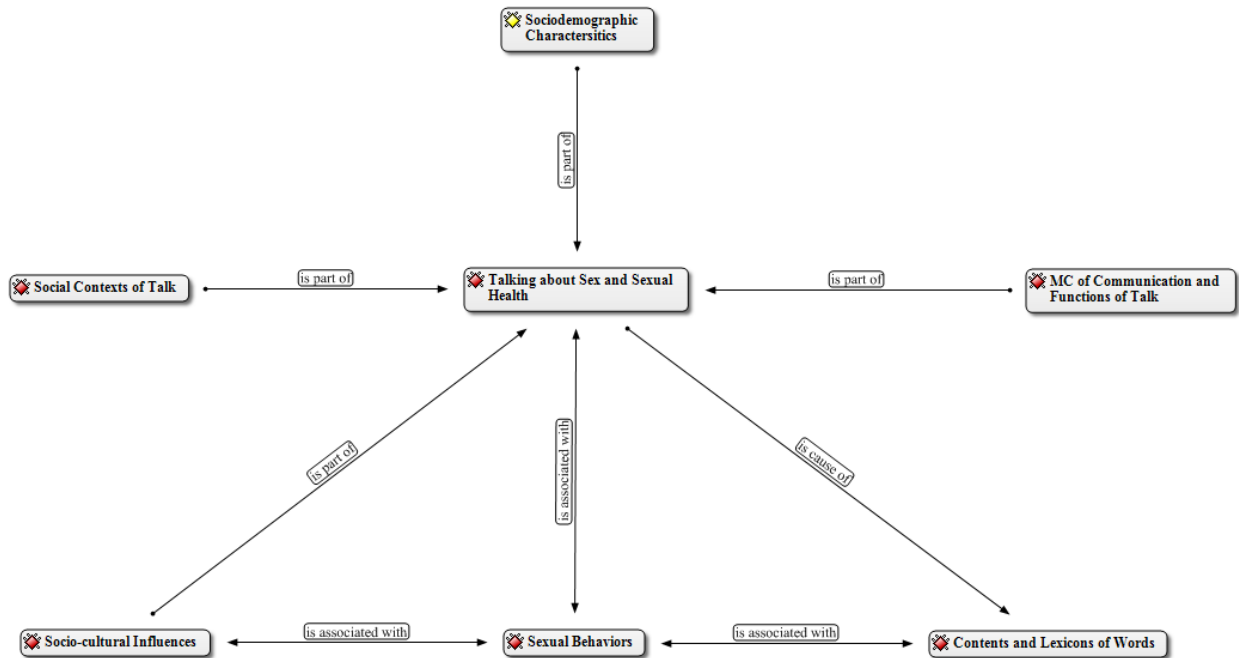 Sociodemographic
Charactersitics
is part of
Social Contexts of Talk
is part of
Talking about Sex and Sexual
Health
is part of
MC of Communication and
Functions of Talk
is part of
is associated with
is cause of
Socio-cultural Influences
is associated with
Sexual Behaviors
is associated with
Contents and Lexicons of Words